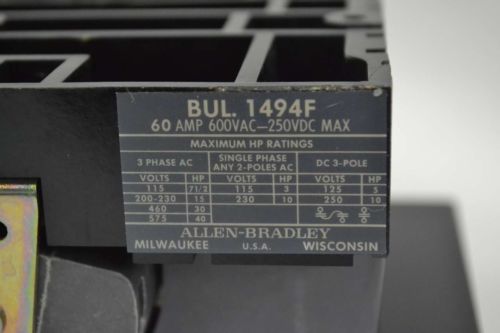 BUL. 1494F
60 AMP 600VAC—250VDC MAX
MAXIMUM HP RATINGS
3 PHASE AC SINGLE PHASE ANY 2-POLES AC DC 3-POLE
VOLTS HP VOLTS HP VOLTS HP
115 7 1/2 115 3 125 5
200-230 15 230 10 250 10
460 30
575 40
ALLEN-BRADLEY
MILWAUKEE U.S.A. WISCONSIN